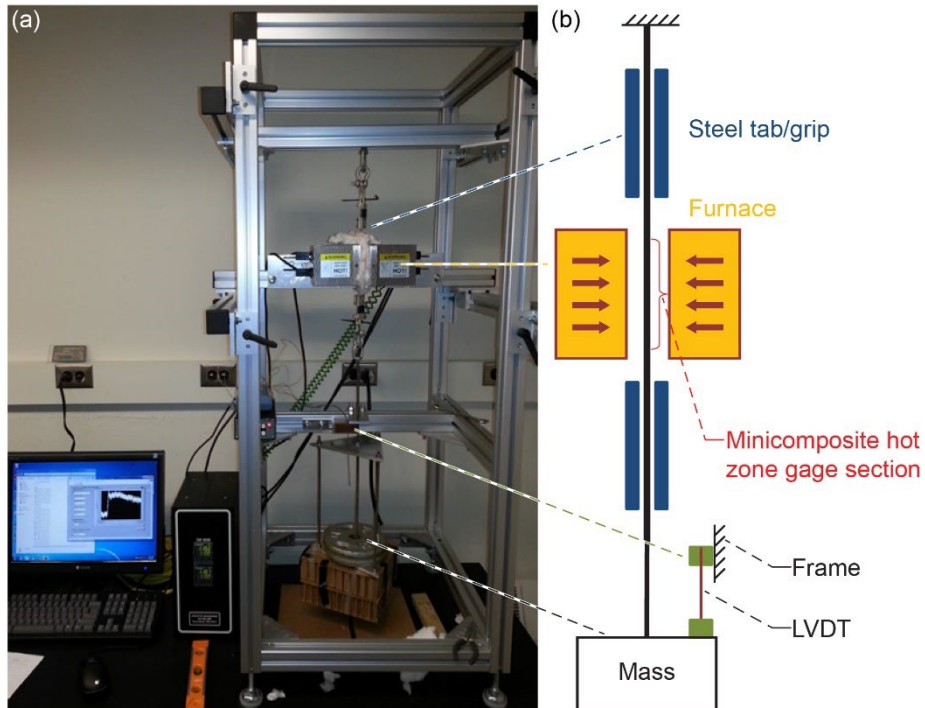 (a)
(b)
Steel tab/grip
Furnace
HOT!
HOT!
Minicomposite hot
zone gage section
Frame
LVDT
Mass